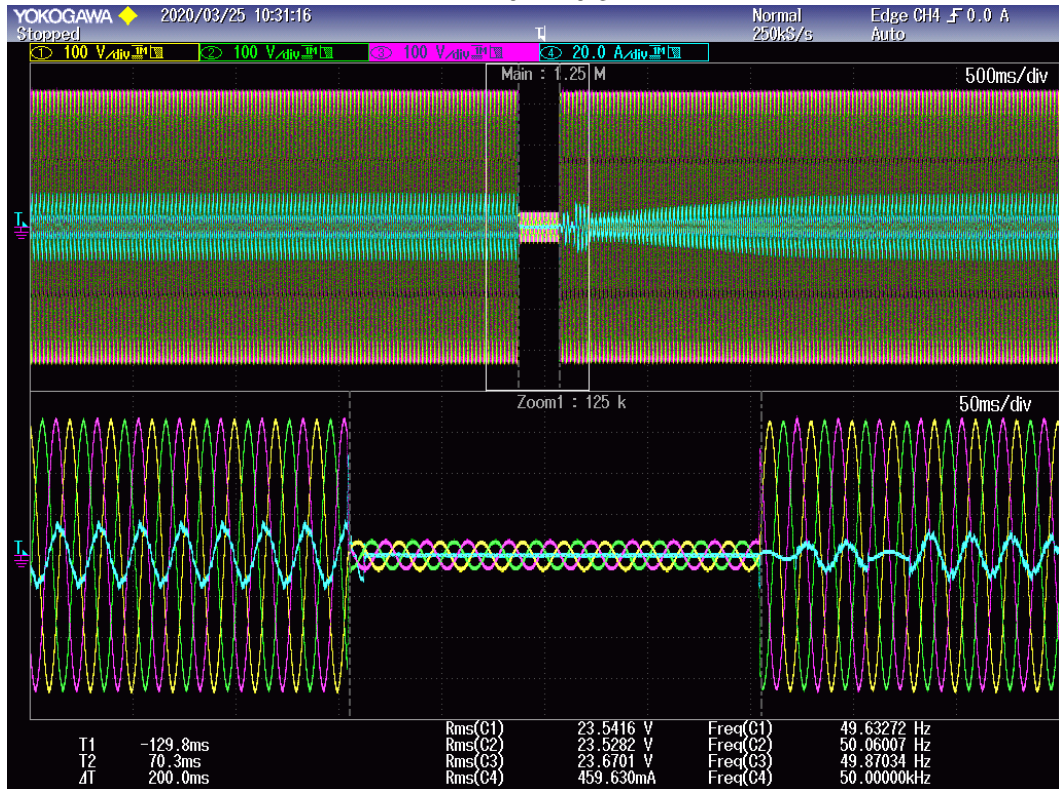 YOKOGAWA 2020/03/25 10:31:16 Normal Edge CH4 0.0 A
Stopped 250kS/s Auto
1 100 V/div 1M 2 100 V/div 1M 3 100 V/div 1M 4 20.0 A/div 1M
Main : 1.25 M 500ms/div
Zoom1 : 125 k 50ms/div
Rms(C1) 23.5416 V Freq(C1) 49.63272 Hz
T1 -129.8ms Rms(C2) 23.5282 V Freq(C2) 50.06007 Hz
T2 70.3ms Rms(C3) 23.6701 V Freq(C3) 49.87034 Hz
ΔT 200.0ms Rms(C4) 459.630mA Freq(C4) 50.00000kHz